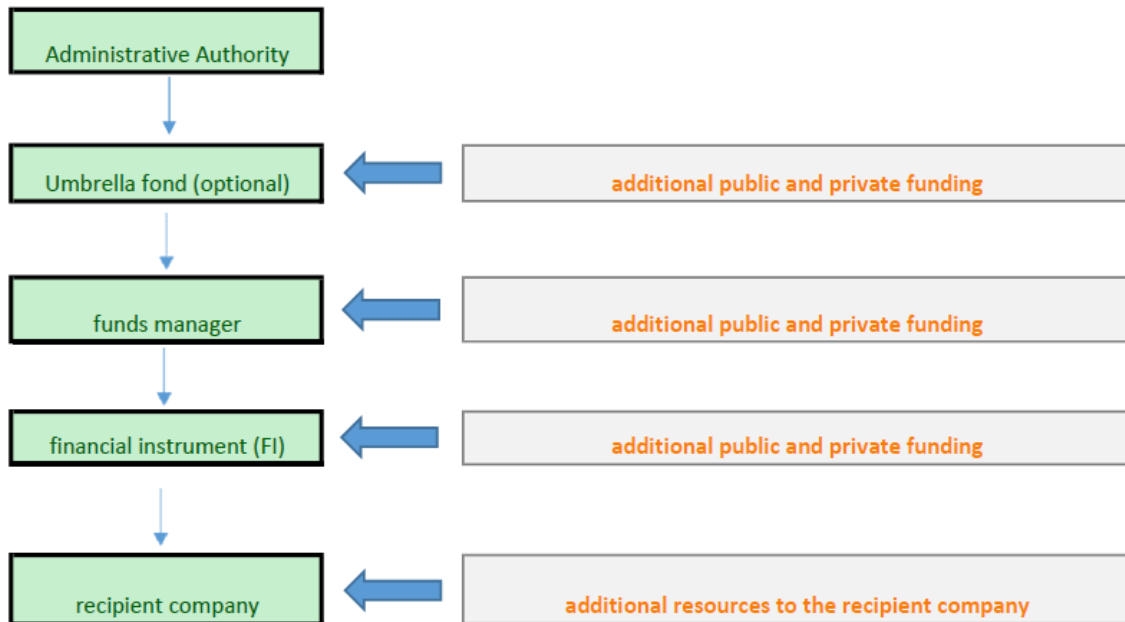 Administrative Authority
Umbrella fond (optional)
additional public and private funding
funds manager
additional public and private funding
financial instrument (FI)
additional public and private funding
recipient company
additional resources to the recipient company